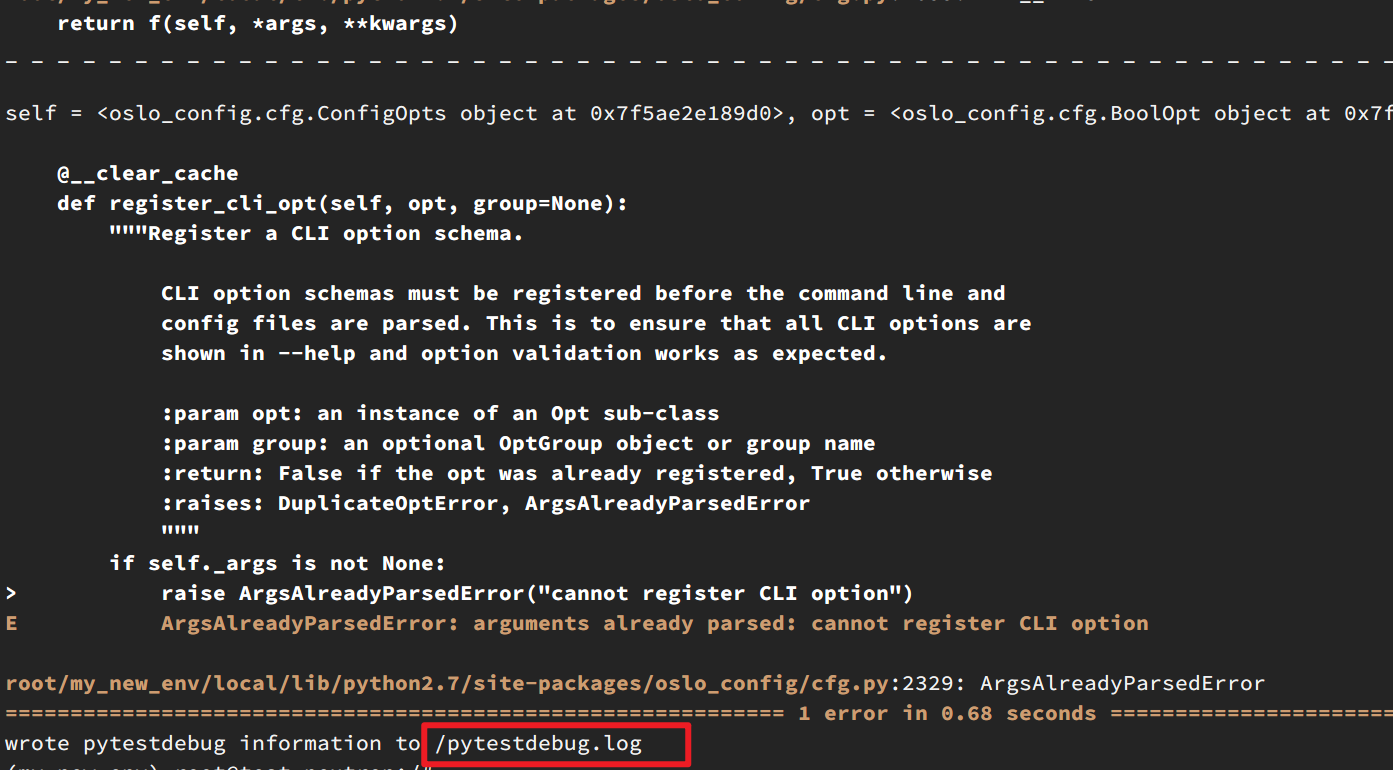 return f(self, *args, **kwargs)
_ _ _ _ _ _ _ _ _ _ _ _ _ _ _ _ _ _ _ _ _ _ _ _ _ _ _ _ _ _ _ _ _ _ _ _ _ _ _ _ _ _ _ _ _ _ _ _ _ _ _ _ _ _
self = <oslo_config.cfg.ConfigOpts object at 0x7f5ae2e189d0>, opt = <oslo_config.cfg.BoolOpt object at 0x7f
@__clear_cache
def register_cli_opt(self, opt, group=None):
"""Register a CLI option schema.
CLI option schemas must be registered before the command line and
config files are parsed. This is to ensure that all CLI options are
shown in --help and option validation works as expected.
:param opt: an instance of an Opt sub-class
:param group: an optional OptGroup object or group name
:return: False if the opt was already registered, True otherwise
:raises: DuplicateOptError, ArgsAlreadyParsedError
"""
if self._args is not None:
> raise ArgsAlreadyParsedError("cannot register CLI option")
E ArgsAlreadyParsedError: arguments already parsed: cannot register CLI option
root/my_new_env/local/lib/python2.7/site-packages/oslo_config/cfg.py:2329: ArgsAlreadyParsedError
============================================================ 1 error in 0.68 seconds ======================
wrote pytestdebug information to /pytestdebug.log